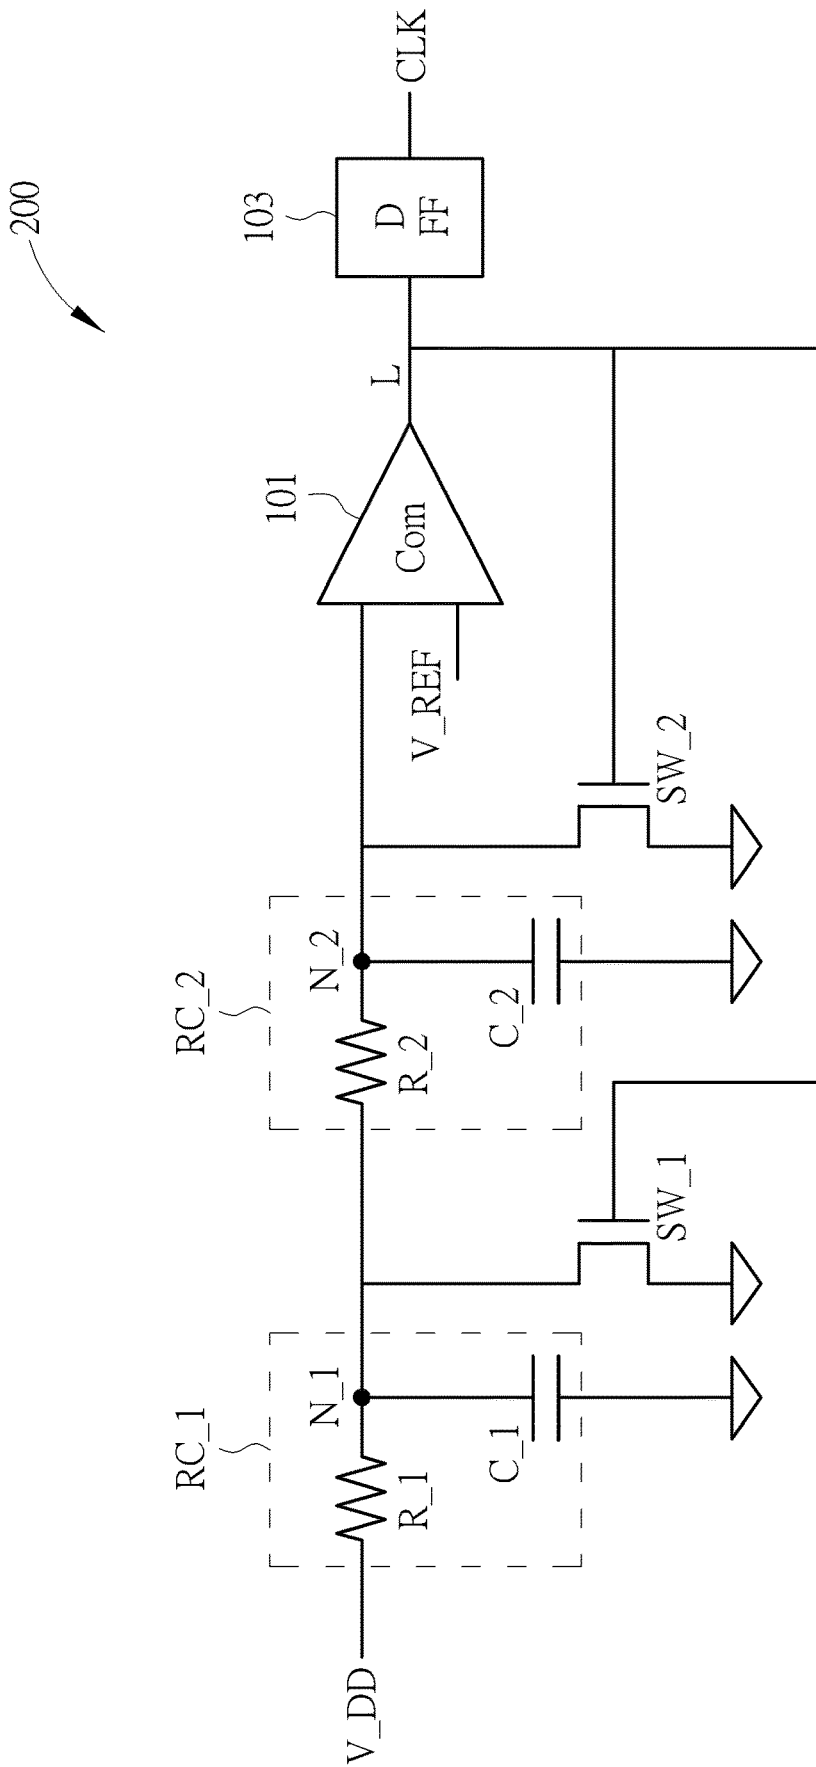 200
RC_1
RC_2
101
103
V_DD
R_1
N_1
C_1
SW_1
R_2
N_2
C_2
SW_2
V_REF
Com
L
D
FF
CLK